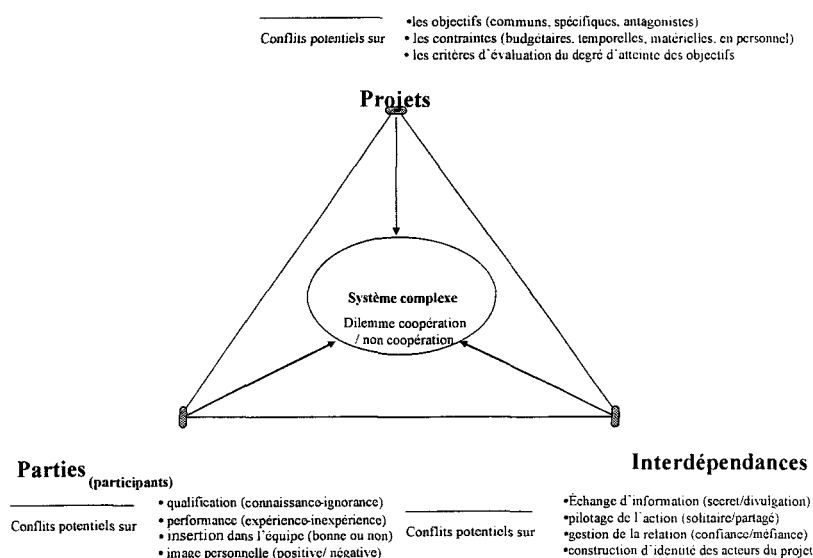 •les objectifs (communs, spécifiques, antagonistes)
Conflits potentiels sur • les contraintes (budgétaires, temporelles, matérielles, en personnel)
• les critères d'évaluation du degré d'atteinte des objectifs
Projets
Système complexe
Dilemme coopération
/ non coopération
Parties
(participants)
Conflits potentiels sur
• qualification (connaissance-ignorance)
• performance (expérience-inexpérience)
• insertion dans l'équipe (bonne ou non)
• image personnelle (positive/ négative)
Interdépendances
Conflits potentiels sur
•Échange d'information (secret/divulgation)
•pilotage de l'action (solitaire/partagé)
•gestion de la relation (confiance/méfiance)
•construction d'identité des acteurs du projet